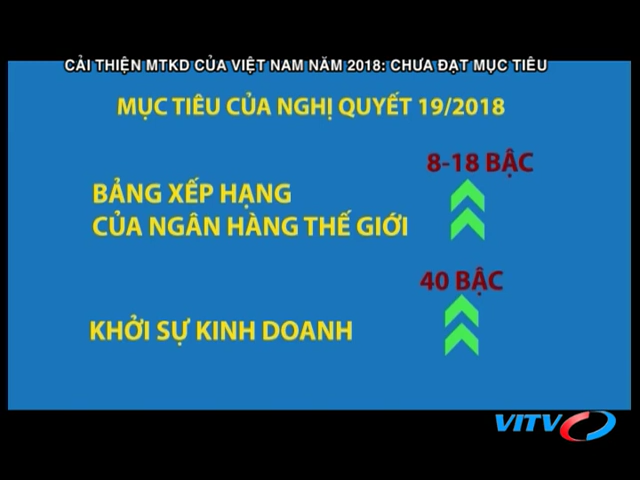 CẢI THIỆN MTKD CỦA VIỆT NAM NĂM 2018: CHƯA ĐẠT MỤC TIÊU
MỤC TIÊU CỦA NGHỊ QUYẾT 19/2018
8-18 BẬC
BẢNG XẾP HẠNG
CỦA NGÂN HÀNG THẾ GIỚI
40 BẬC
KHỞI SỰ KINH DOANH
VITV